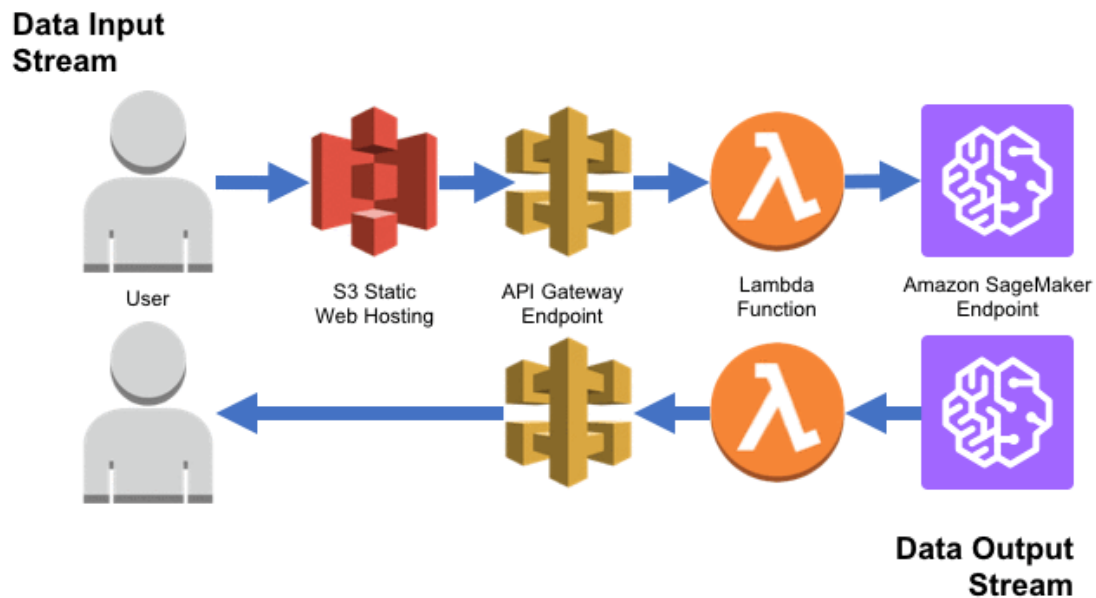 Data Input
Stream
User
S3 Static
Web Hosting
API Gateway
Endpoint
Lambda
Function
Amazon SageMaker
Endpoint
Data Output
Stream